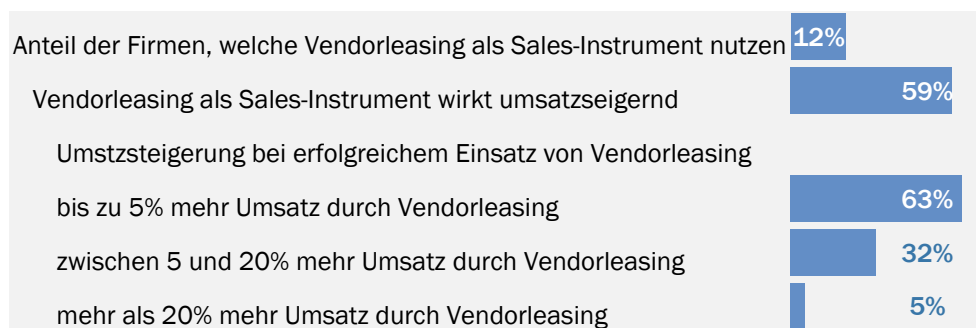 Anteil der Firmen, welche Vendorleasing als Sales-Instrument nutzen 12%
Vendorleasing als Sales-Instrument wirkt umsatzseigernd 59%
Umstzsteigerung bei erfolgreichem Einsatz von Vendorleasing
bis zu 5% mehr Umsatz durch Vendorleasing 63%
zwischen 5 und 20% mehr Umsatz durch Vendorleasing 32%
mehr als 20% mehr Umsatz durch Vendorleasing 5%